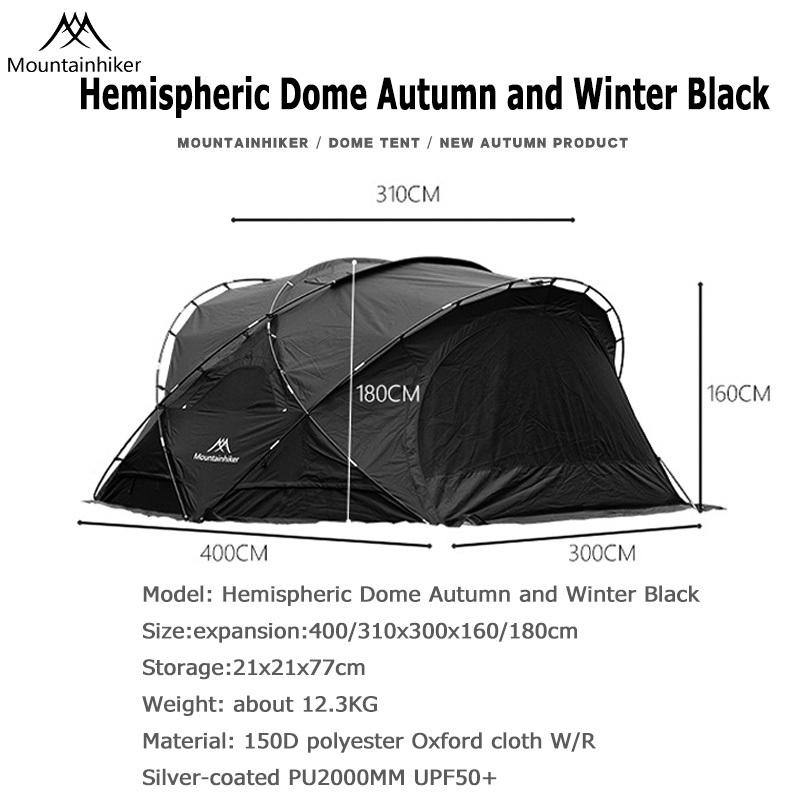 Mountainhiker
Hemispheric Dome Autumn and Winter Black
MOUNTAINHIKER / DOME TENT / NEW AUTUMN PRODUCT
310CM
180CM
160CM
Mountainhiker
400CM
300CM
Model: Hemispheric Dome Autumn and Winter Black
Size:expansion:400/310x300x160/180cm
Storage:21x21x77cm
Weight: about 12.3KG
Material: 150D polyester Oxford cloth W/R
Silver-coated PU2000MM UPF50+